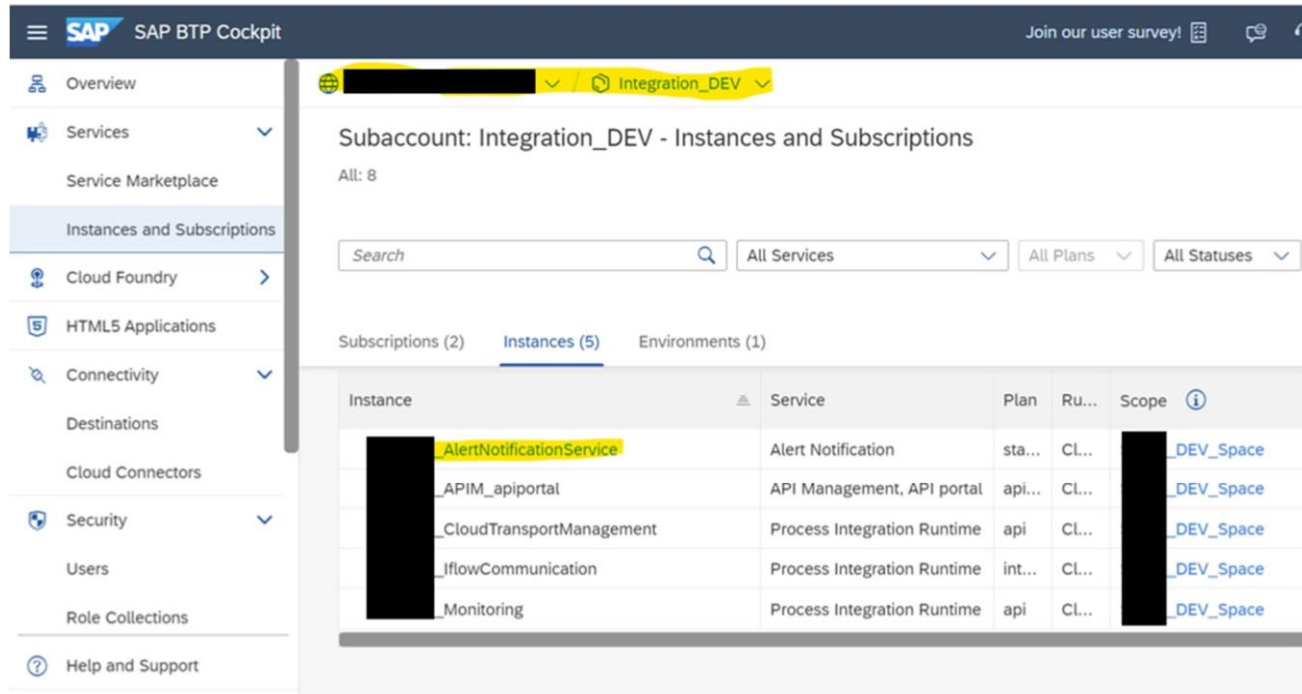 SAP SAP BTP Cockpit Join our user survey!
Overview
Services
Service Marketplace
Instances and Subscriptions
Cloud Foundry
HTML5 Applications
Connectivity
Destinations
Cloud Connectors
Security
Users
Role Collections
Help and Support
/ Integration_DEV
Subaccount: Integration_DEV - Instances and Subscriptions
All: 8
Search All Services All Plans All Statuses
Subscriptions (2) Instances (5) Environments (1)
Instance Service Plan Ru... Scope
_AlertNotificationService Alert Notification sta... Cl... _DEV_Space
_APIM_apiportal API Management, API portal api... Cl... _DEV_Space
_CloudTransportManagement Process Integration Runtime api Cl... _DEV_Space
_IflowCommunication Process Integration Runtime int... Cl... _DEV_Space
_Monitoring Process Integration Runtime api Cl... _DEV_Space